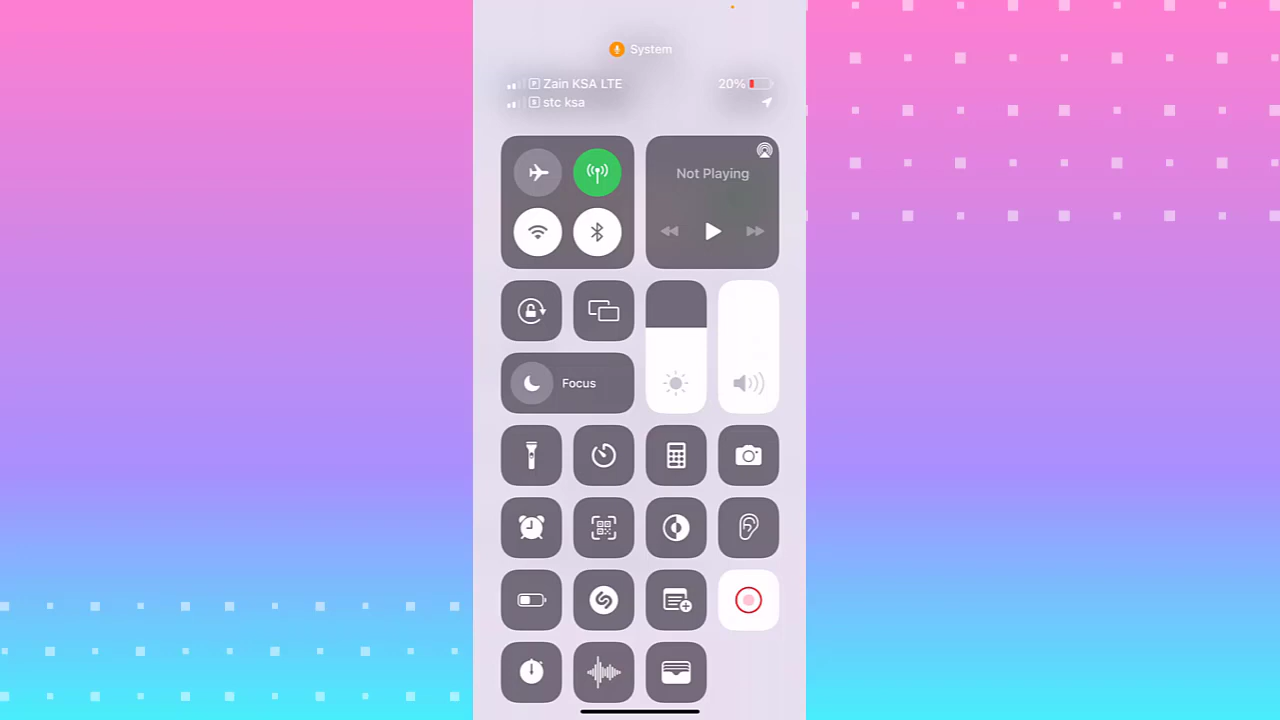 System
P Zain KSA LTE
20%
S stc ksa
Not Playing
Focus